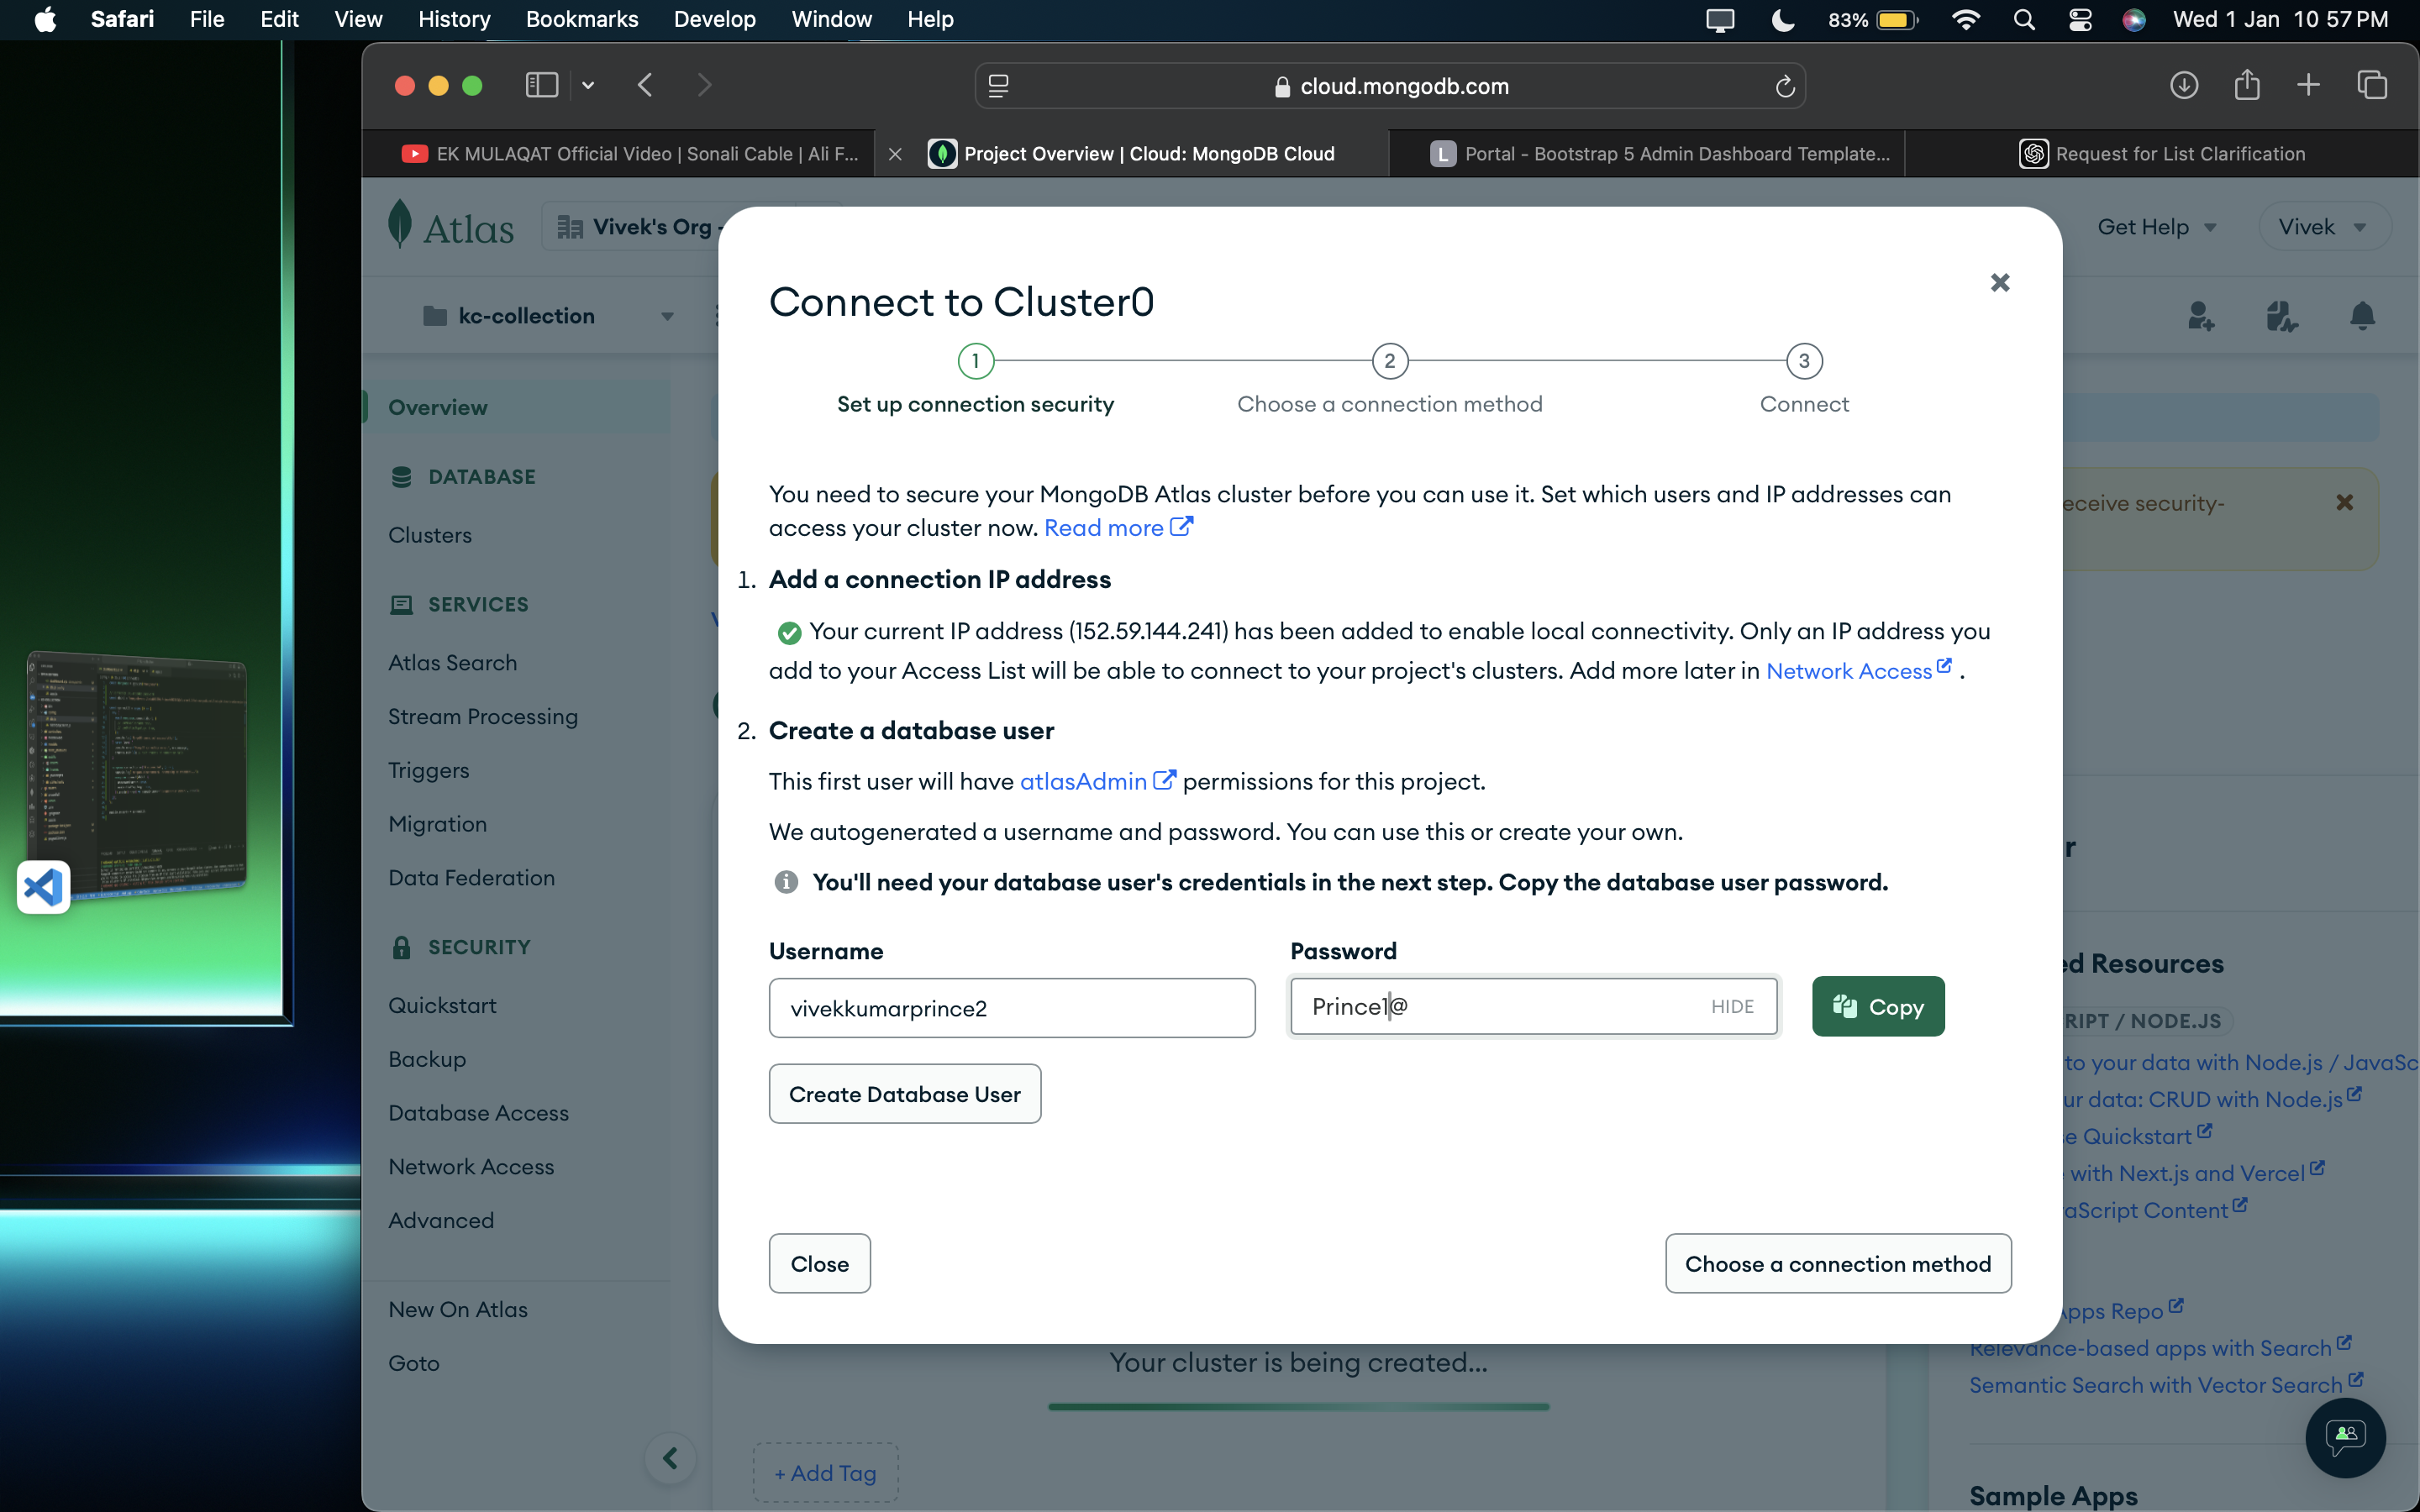 Safari File Edit View History Bookmarks Develop Window Help 83% Wed 1 Jan 10 57 PM
cloud.mongodb.com
EK MULAQAT Official Video | Sonali Cable | Ali F... Project Overview | Cloud: MongoDB Cloud L Portal - Bootstrap 5 Admin Dashboard Template... Request for List Clarification
Atlas Vivek's Org - Get Help Vivek
kc-collection
Overview
DATABASE
Clusters
SERVICES
Atlas Search
Stream Processing
Triggers
Migration
Data Federation
SECURITY
Quickstart
Backup
Database Access
Network Access
Advanced
New On Atlas
Goto
Connect to Cluster0
1 2 3
Set up connection security Choose a connection method Connect
You need to secure your MongoDB Atlas cluster before you can use it. Set which users and IP addresses can
access your cluster now. Read more
1. Add a connection IP address
Your current IP address (152.59.144.241) has been added to enable local connectivity. Only an IP address you
add to your Access List will be able to connect to your project's clusters. Add more later in Network Access .
2. Create a database user
This first user will have atlasAdmin permissions for this project.
We autogenerated a username and password. You can use this or create your own.
You'll need your database user's credentials in the next step. Copy the database user password.
Username Password
vivekkumarprince2 Prince1@ HIDE Copy
Create Database User
Close Choose a connection method
Your cluster is being created...
+ Add Tag
eceive security-
r
ed Resources
RIPT / NODE.JS
to your data with Node.js / JavaSc
ur data: CRUD with Node.js
e Quickstart
with Next.js and Vercel
aScript Content
Apps Repo
Relevance-based apps with Search
Semantic Search with Vector Search
Sample Apps